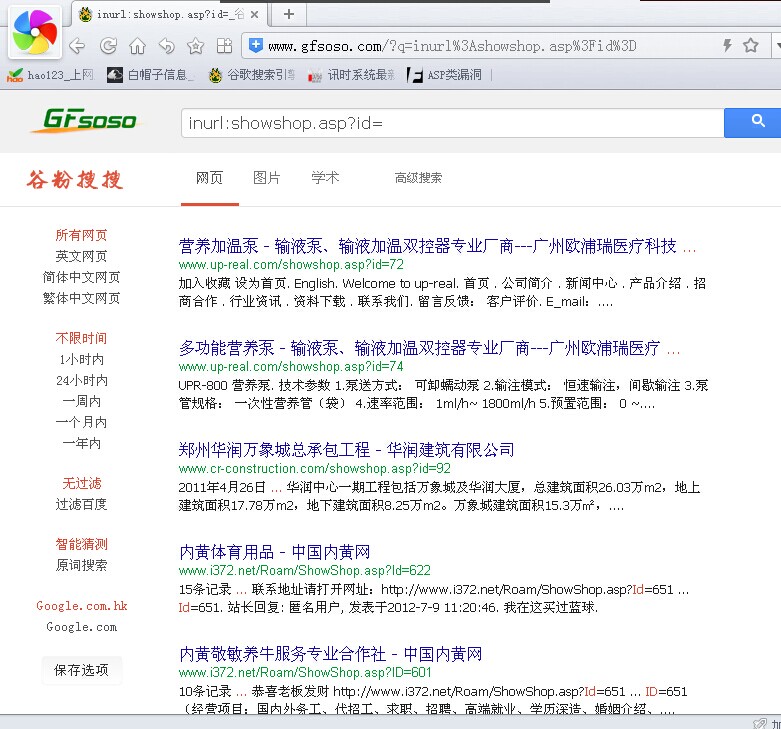 inurl:showshop.asp?id=_谷
www.gfsoso.com/?q=inurl%3Ashowshop.asp%3Fid%3D
hao123_上网
白帽子信息_
谷歌搜索引擎
讯时系统最新
ASP类漏洞
GFsoso
inurl:showshop.asp?id=
谷粉搜搜
网页 图片 学术 高级搜索
所有网页
英文网页
简体中文网页
繁体中文网页
不限时间
1小时内
24小时内
一周内
一个月内
一年内
无过滤
过滤百度
智能猜测
原词搜索
Google.com.hk
Google.com
保存选项
营养加温泵 - 输液泵、输液加温双控器专业厂商---广州欧浦瑞医疗科技 ...
www.up-real.com/showshop.asp?id=72
加入收藏 设为首页. English. Welcome to up-real. 首页 . 公司简介 . 新闻中心 . 产品介绍 . 招
商合作 . 行业资讯 . 资料下载 . 联系我们. 留言反馈： 客户评价. E_mail： ....
多功能营养泵 - 输液泵、输液加温双控器专业厂商---广州欧浦瑞医疗 ...
www.up-real.com/showshop.asp?id=74
UPR-800 营养泵. 技术参数 1.泵送方式： 可卸蠕动泵 2.输注模式： 恒速输注，间歇输注 3.泵
管规格： 一次性营养管（袋） 4.速率范围： 1ml/h~ 1800ml/h 5.预置范围： 0 ~....
郑州华润万象城总承包工程 - 华润建筑有限公司
www.cr-construction.com/showshop.asp?id=92
2011年4月26日 ... 华润中心一期工程包括万象城及华润大厦，总建筑面积26.03万m2，地上
建筑面积17.78万m2，地下建筑面积8.25万m2。万象城建筑面积15.3万㎡，....
内黄体育用品 - 中国内黄网
www.i372.net/Roam/ShowShop.asp?Id=622
15条记录 ... 联系地址请打开网址：http://www.i372.net/Roam/ShowShop.asp?Id=651 ...
Id=651. 站长回复: 匿名用户, 发表于2012-7-9 11:20:46. 我在这买过蓝球.
内黄敬敏养牛服务专业合作社 - 中国内黄网
www.i372.net/Roam/ShowShop.asp?ID=601
10条记录 ... 恭喜老板发财 http://www.i372.net/Roam/ShowShop.asp?Id=651 ... ID=651
（经营项目：国内外务工、代招工、求职、招聘、高端就业、学历深造、婚姻介绍、....
加